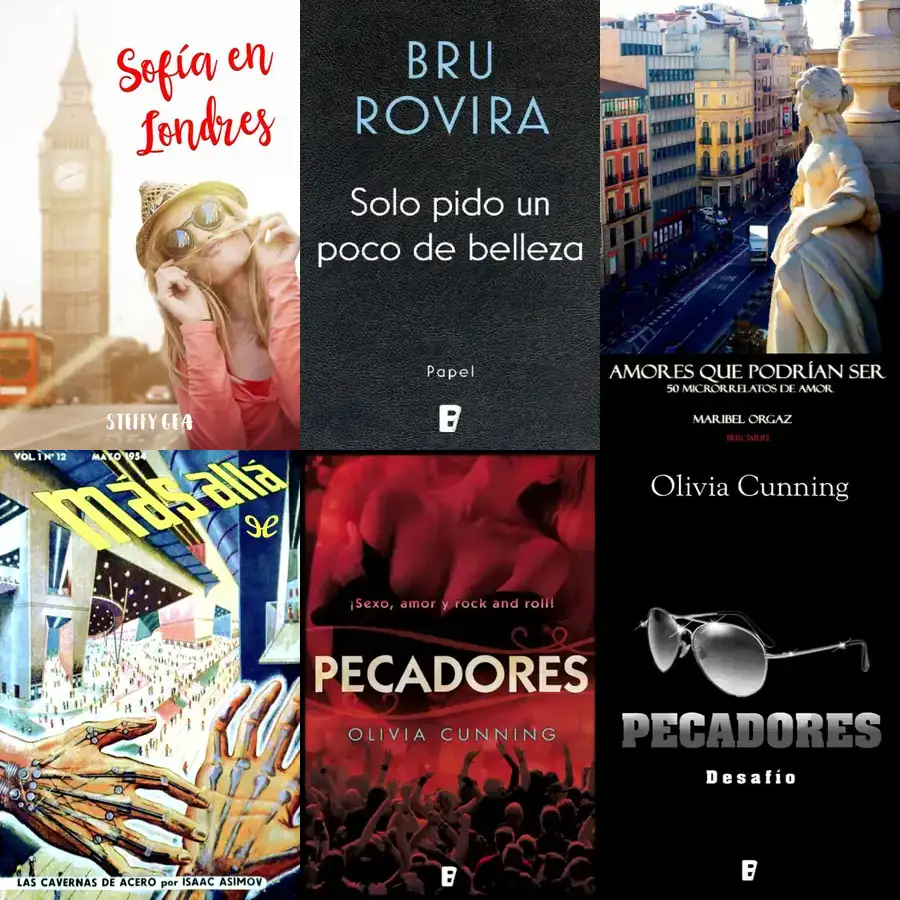 Sofía en
Londres
STEFFY GEA
BRU
ROVIRA
Solo pido un
poco de belleza
Papel
B
AMORES QUE PODRÍAN SER
50 MICRORRELATOS DE AMOR
MARIBEL ORGAZ
VOL. 1 Nº 12 MAYO 1954
más allá
LAS CAVERNAS DE ACERO por ISAAC ASIMOV
¡Sexo, amor y rock and roll!
PECADORES
OLIVIA CUNNING
B
Olivia Cunning
PECADORES
Desafío
B